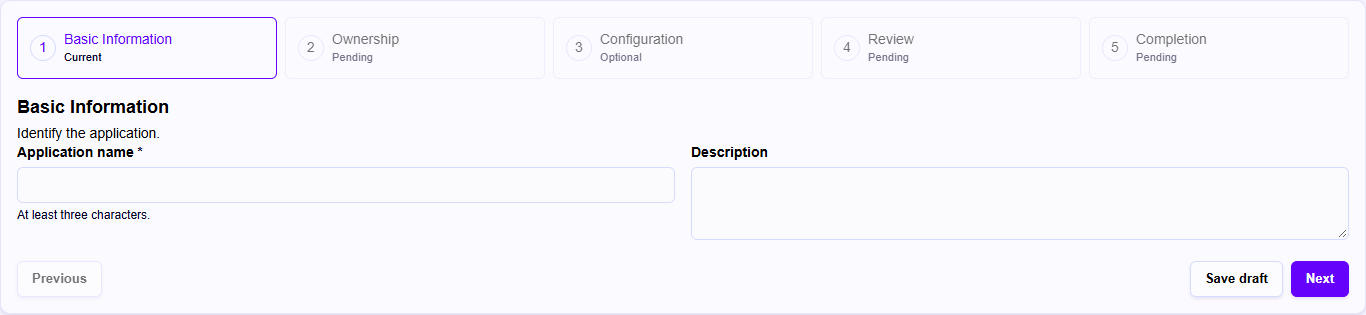 1 Basic Information
Current
2 Ownership
Pending
3 Configuration
Optional
4 Review
Pending
5 Completion
Pending
Basic Information
Identify the application.
Application name *
At least three characters.
Description
Previous
Save draft
Next